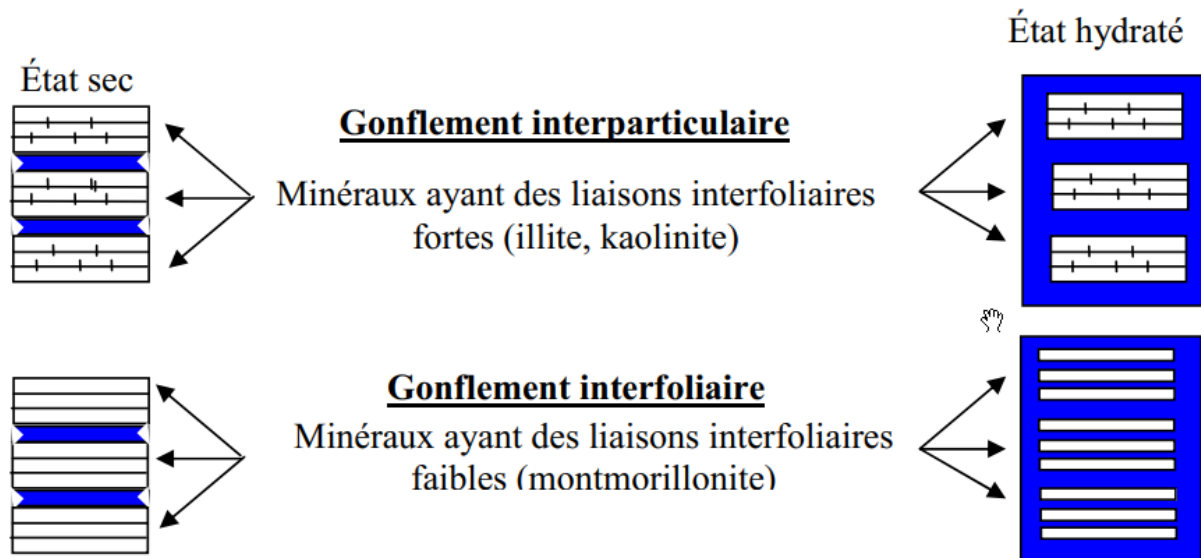 État hydraté
État sec
Gonflement interparticulaire
Minéraux ayant des liaisons interfoliaires
fortes (illite, kaolinite)
Gonflement interfoliaire
Minéraux ayant des liaisons interfoliaires
faibles (montmorillonite)